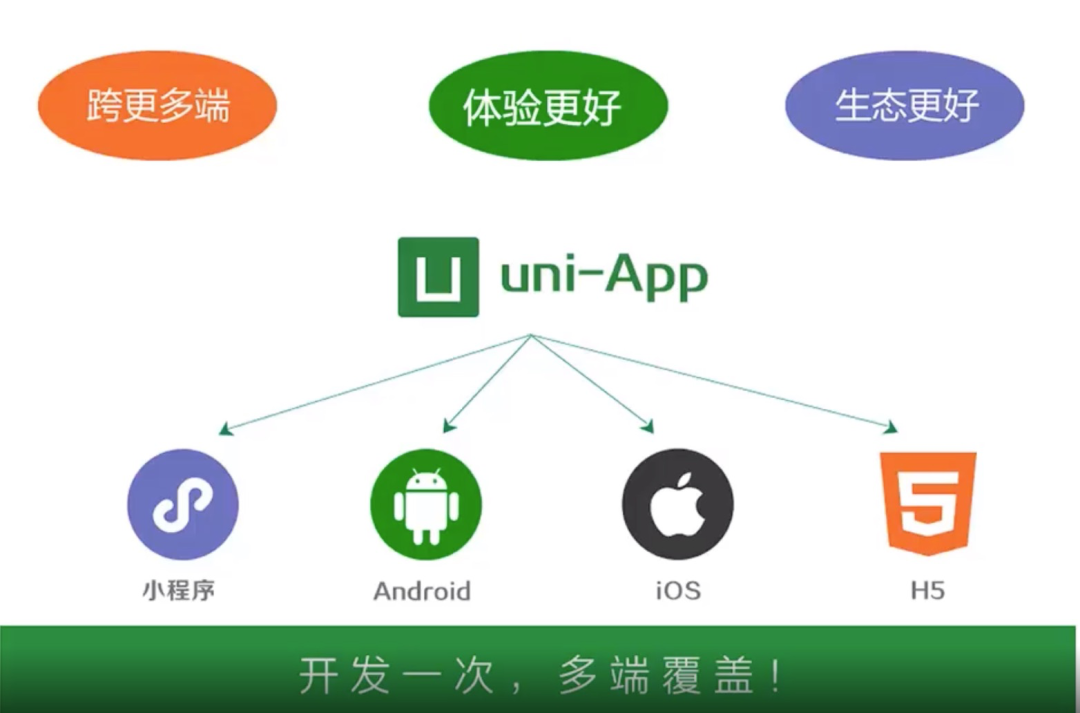 跨更多端
体验更好
生态更好
uni-App
小程序
Android
iOS
H5
开发一次，多端覆盖！